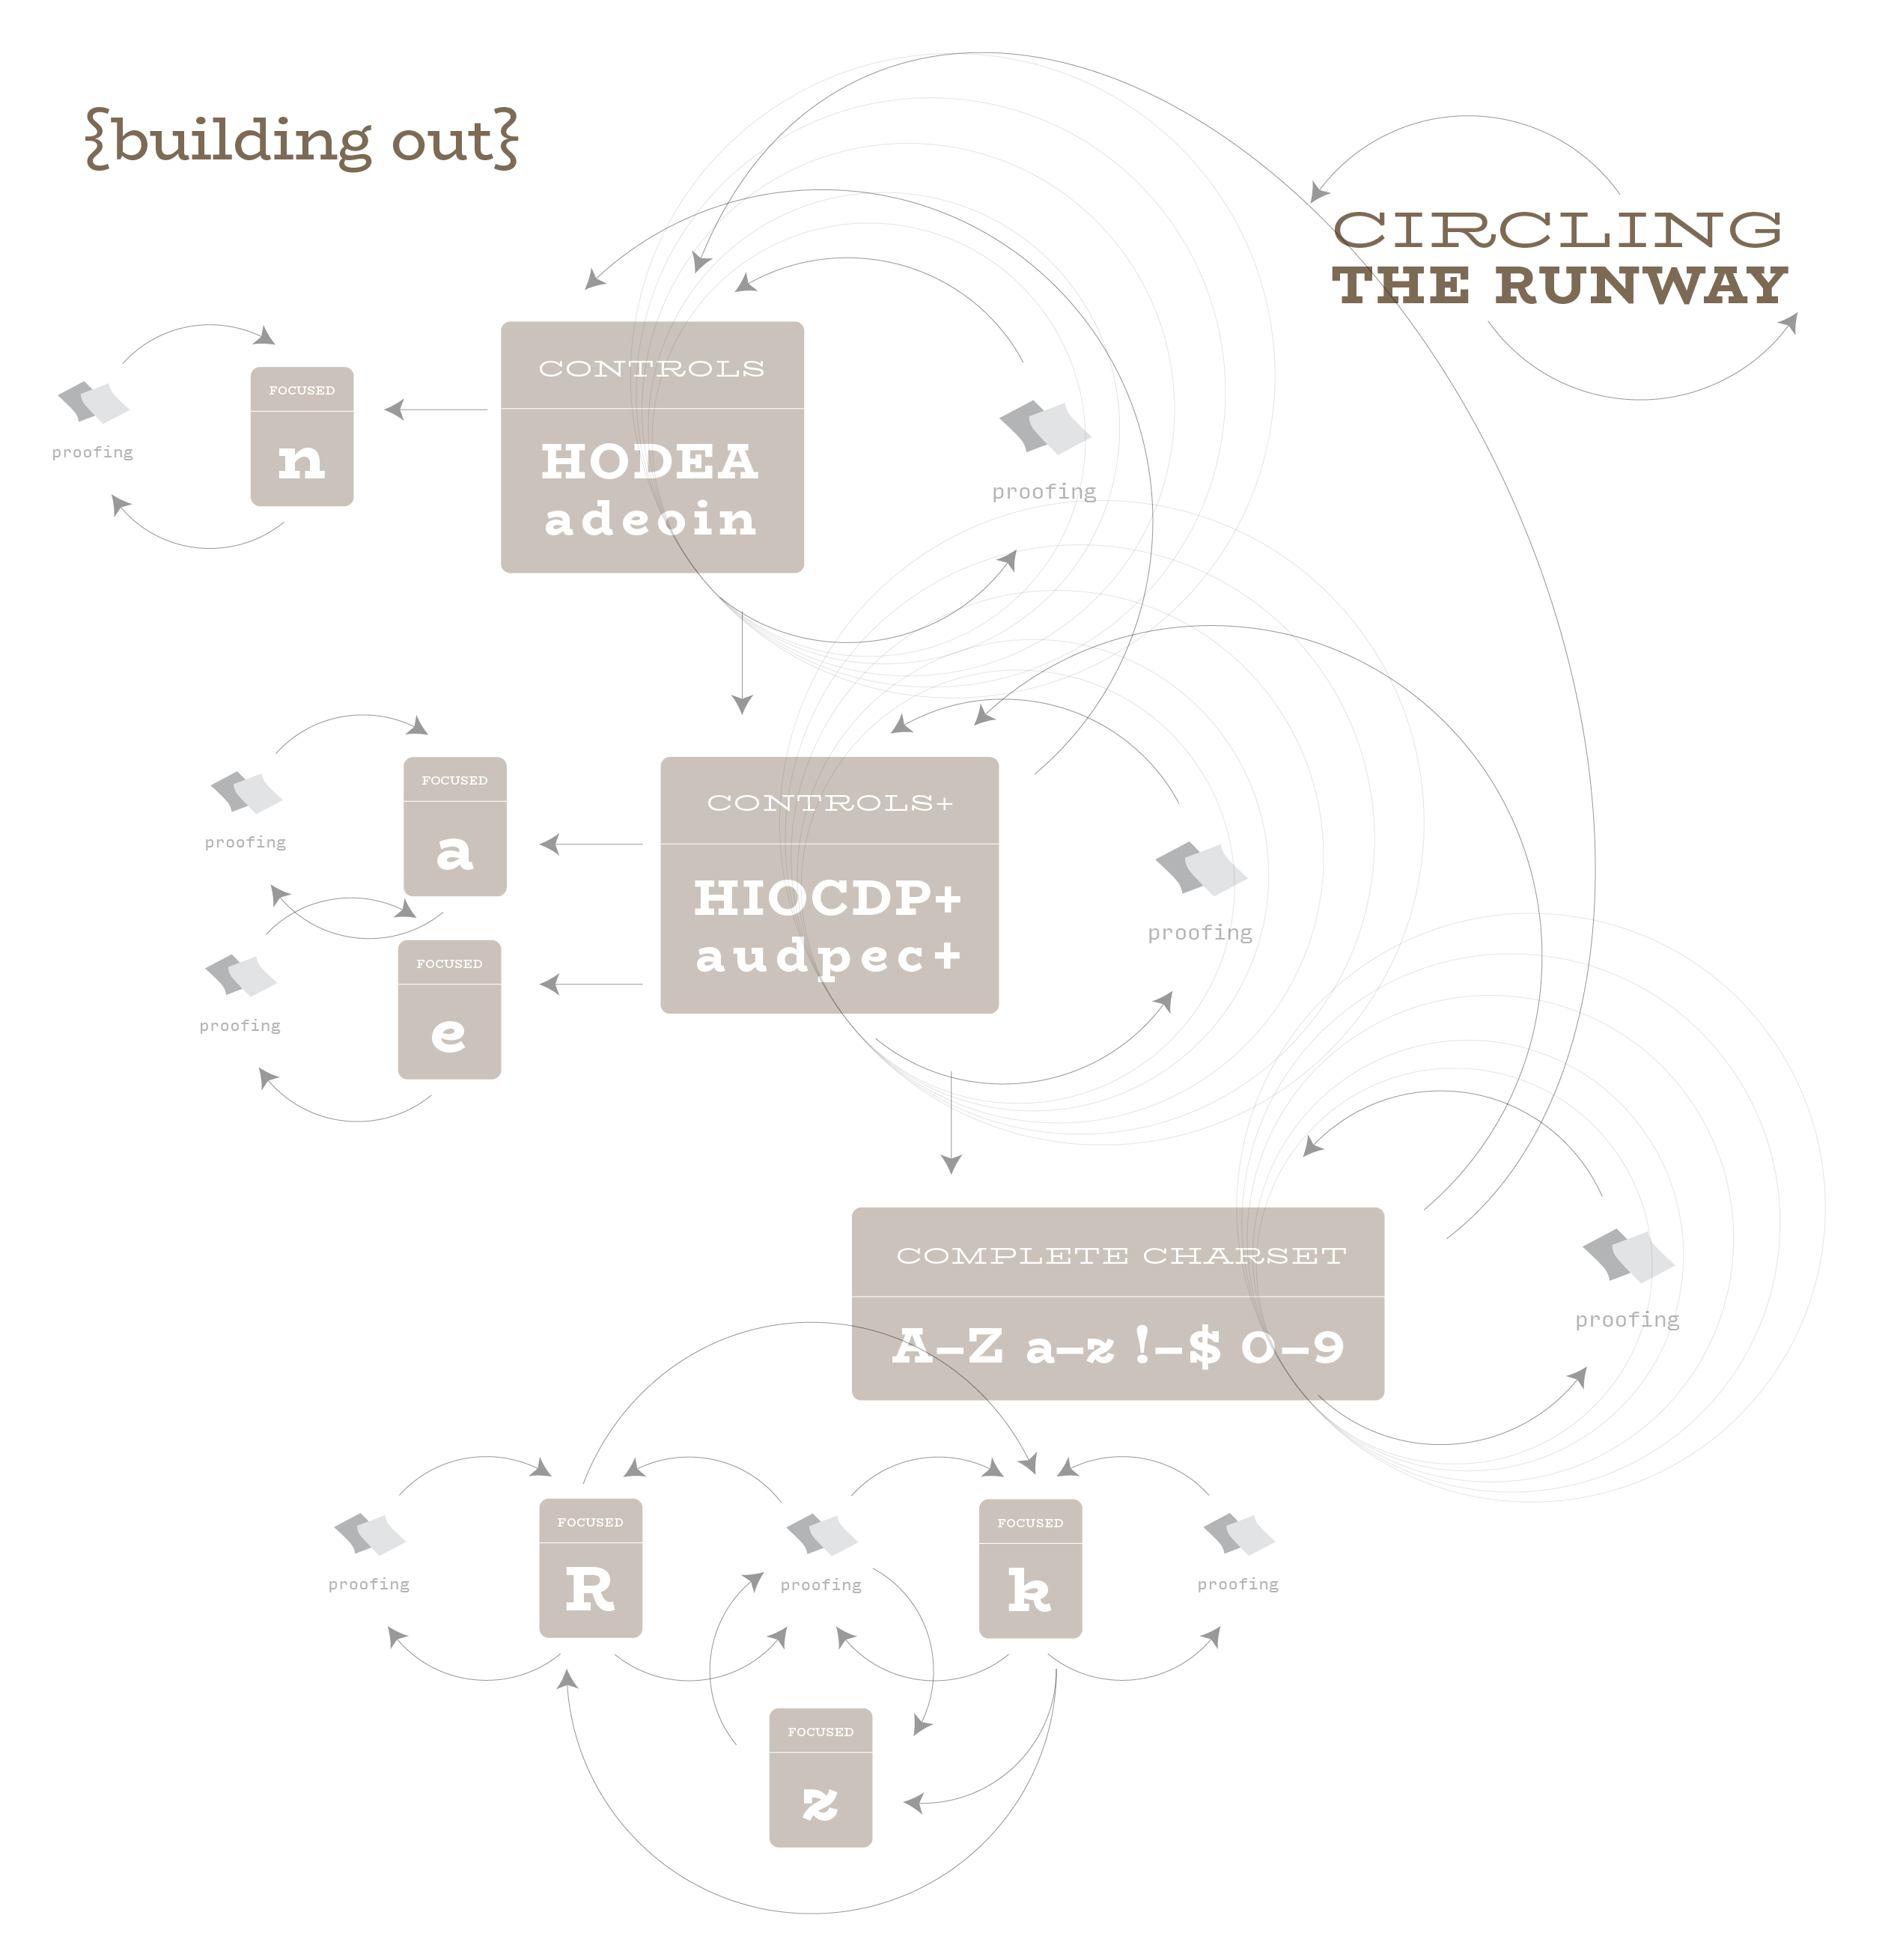 {building out}
CIRCLING
THE RUNWAY
CONTROLS
HODEA
adeoin
proofing
FOCUSED
n
proofing
CONTROLS+
HIOCDP+
audpec+
proofing
FOCUSED
a
proofing
FOCUSED
e
proofing
COMPLETE CHARSET
A–Z a–z !–$ 0–9
proofing
proofing
FOCUSED
R
proofing
FOCUSED
k
proofing
FOCUSED
z